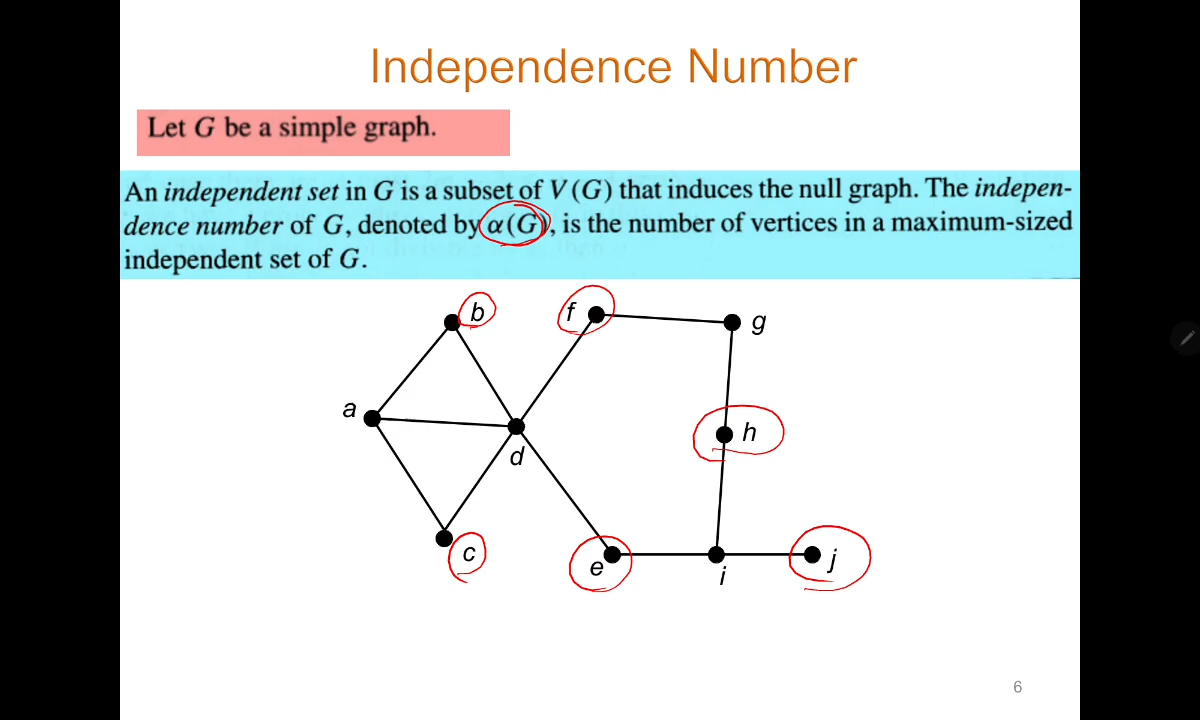 Independence Number
Let G be a simple graph.
An independent set in G is a subset of V(G) that induces the null graph. The indepen-
dence number of G, denoted by α(G), is the number of vertices in a maximum-sized
independent set of G.
b
f
g
a
h
d
c
e
i
j
6